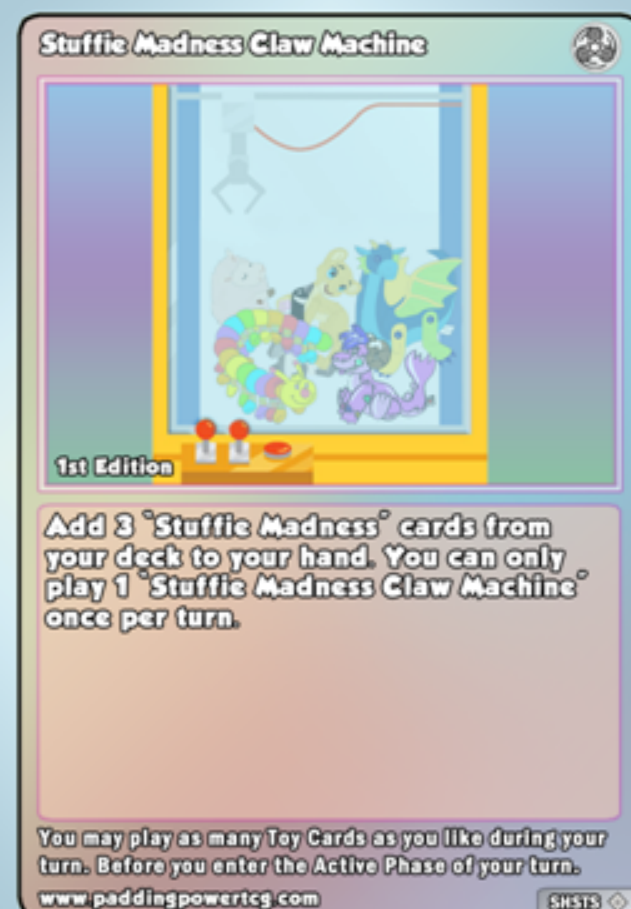 Stuffie Madness Claw Machine
1st Edition
Add 3 "Stuffie Madness" cards from
your deck to your hand. You can only
play 1 "Stuffie Madness Claw Machine"
once per turn.
You may play as many Toy Cards as you like during your
turn. Before you enter the Active Phase of your turn.
www.paddingpowertcg.com
SHSTS